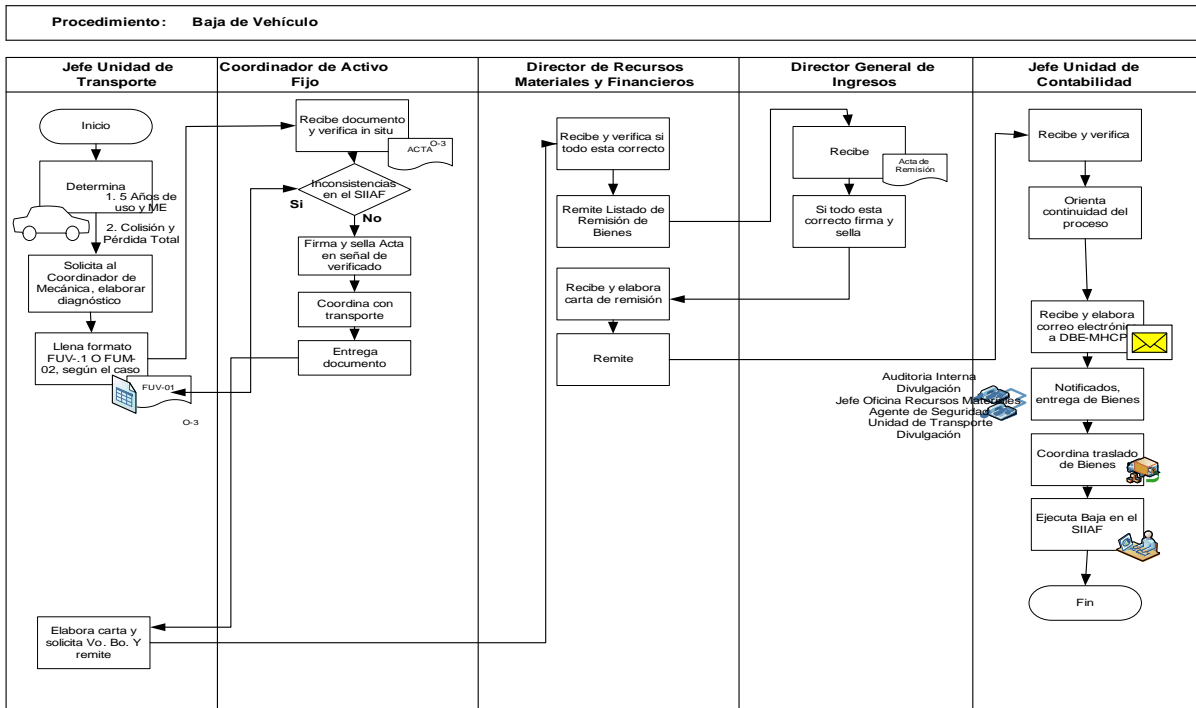 Procedimiento: Baja de Vehículo
Jefe Unidad de
Transporte
Coordinador de Activo
Fijo
Director de Recursos
Materiales y Financieros
Director General de
Ingresos
Jefe Unidad de
Contabilidad
Inicio
Determina
1. 5 Años de
uso y ME
2. Colisión y
Pérdida Total
Solicita al
Coordinador de
Mecánica, elaborar
diagnóstico
Llena formato
FUV-.1 O FUM-
02, según el caso
FUV-01
O-3
Elabora carta y
solicita Vo. Bo. Y
remite
Recibe documento
y verifica in situ
O-3
ACTA
Inconsistencias
en el SIIAF
Si
No
Firma y sella Acta
en señal de
verificado
Coordina con
transporte
Entrega
documento
Recibe y verifica si
todo esta correcto
Remite Listado de
Remisión de
Bienes
Recibe y elabora
carta de remisión
Remite
Recibe
Acta de
Remisión
Si todo esta
correcto firma y
sella
Auditoria Interna
Divulgación
Jefe Oficina Recursos Materiales
Agente de Seguridad
Unidad de Transporte
Divulgación
Recibe y verifica
Orienta
continuidad del
proceso
Recibe y elabora
correo electrónico
a DBE-MHCP
Notificados,
entrega de Bienes
Coordina traslado
de Bienes
Ejecuta Baja en el
SIIAF
Fin